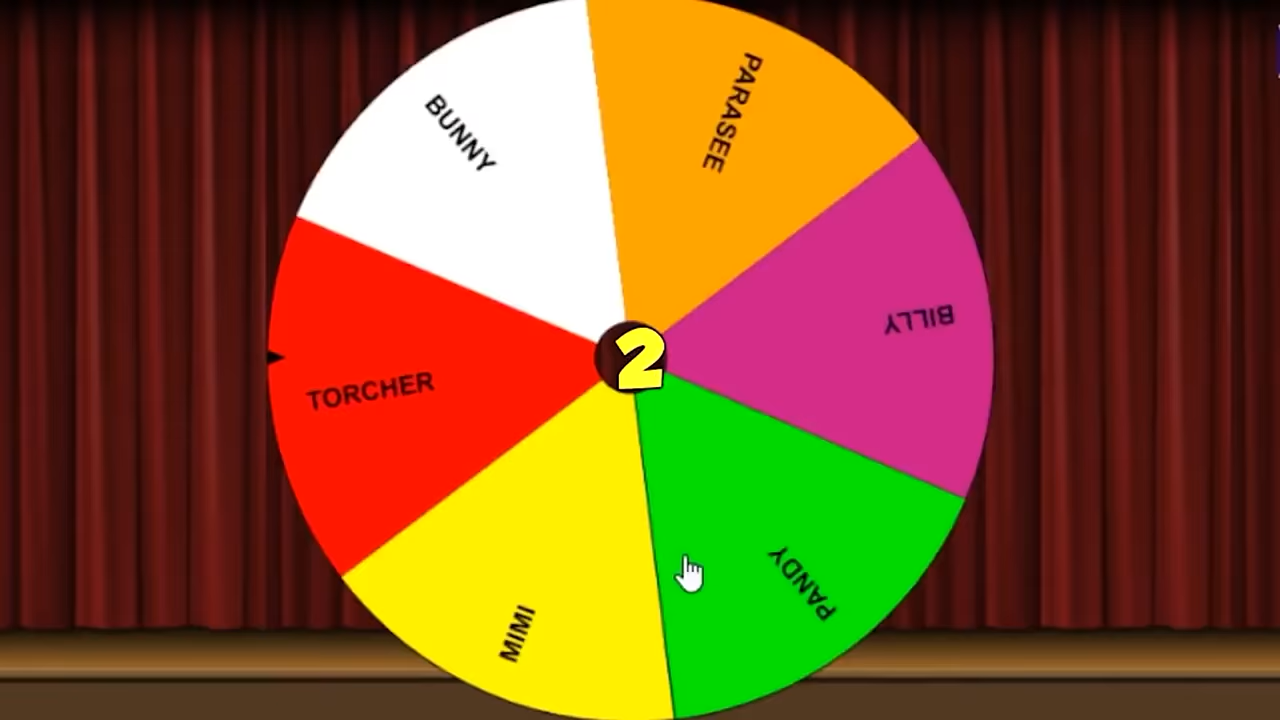 PARASEE
BUNNY
BILLY
2
TORCHER
PANDY
MIMI